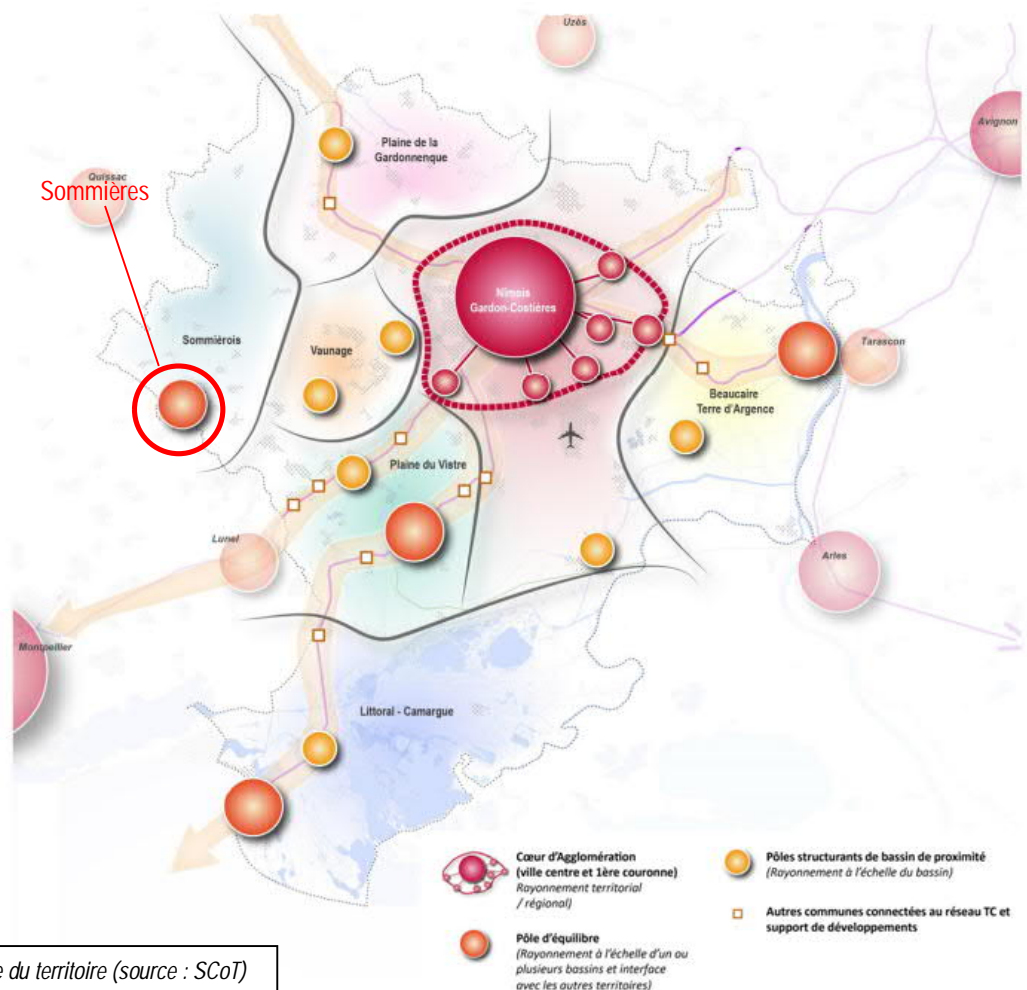 Uzès
Avignon
Plaine de la
Gardonnenque
Quissac
Sommières
Nîmois
Gardon-Costières
Sommièrois
Vaunage
Tarascon
Beaucaire
Terre d'Argence
Plaine du Vistre
Lunel
Arles
Montpellier
Littoral - Camargue
Cœur d'Agglomération
(ville centre et 1ère couronne)
Rayonnement territorial
/ régional)
Pôle d'équilibre
(Rayonnement à l'échelle d'un ou
plusieurs bassins et interface
avec les autres territoires)
Pôles structurants de bassin de proximité
(Rayonnement à l'échelle du bassin)
Autres communes connectées au réseau TC et
support de développements
e du territoire (source : SCoT)